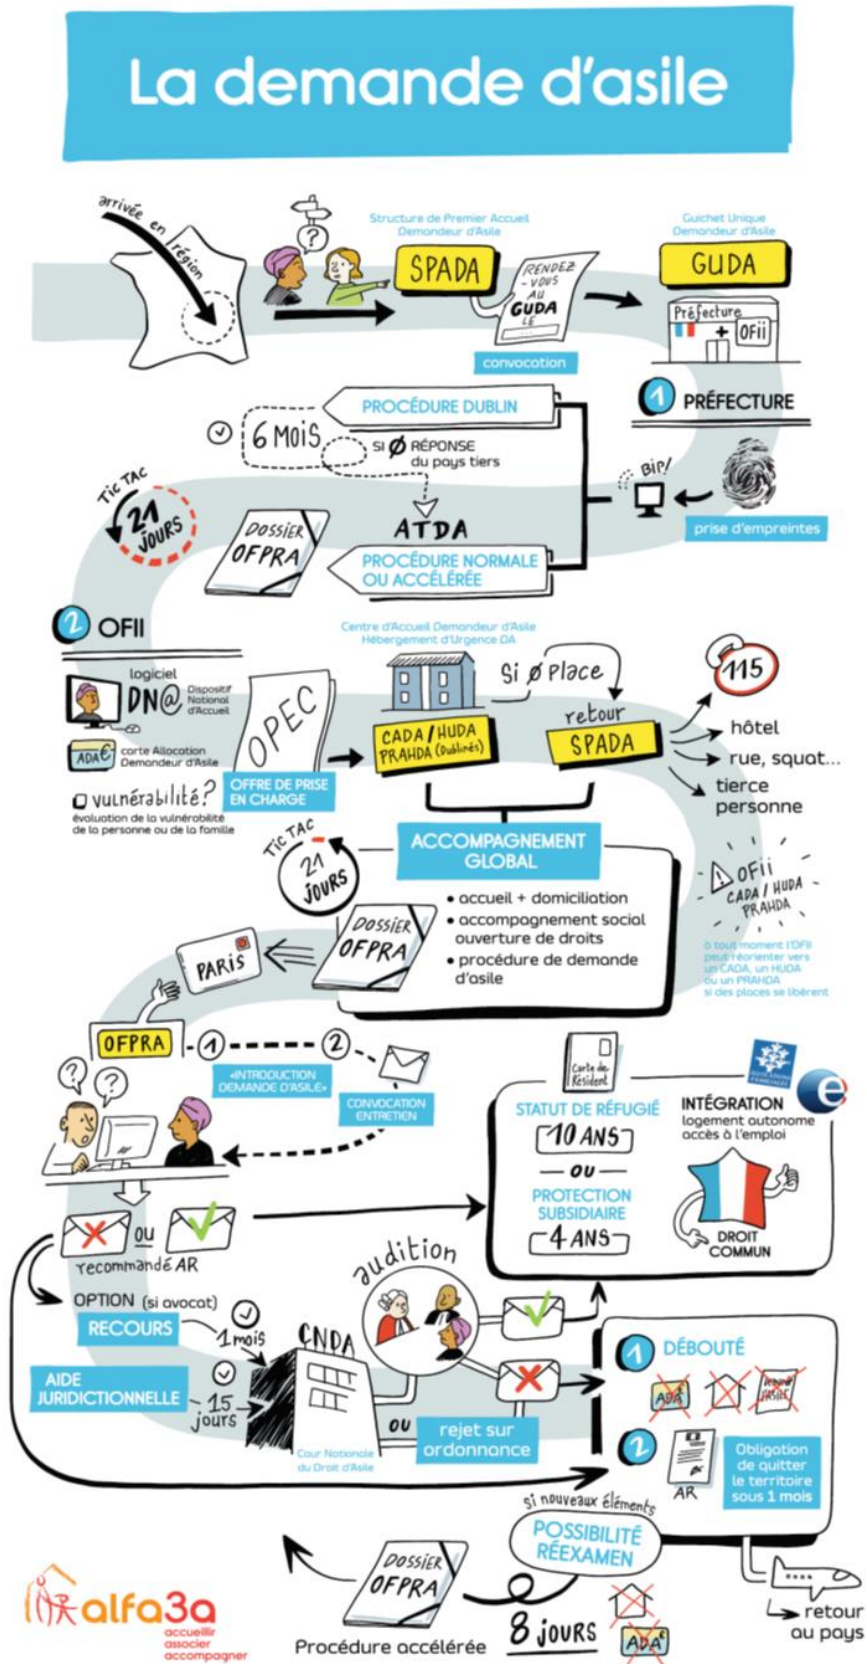 La demande d'asile
arrivée en région
?
Structure de Premier Accueil
Demandeur d'Asile
SPADA
RENDEZ
-VOUS
AU
GUDA
LE
convocation
Guichet Unique
Demandeur d'Asile
GUDA
Préfecture
+ OFii
1 PRÉFECTURE
BiP!
prise d'empreintes
PROCÉDURE DUBLIN
6 MOiS
SI Ø RÉPONSE
du pays tiers
ATDA
PROCÉDURE NORMALE
OU ACCÉLÉRÉE
DOSSiER
OFPRA
TiC TAC
21
JOURS
2 OFII
logiciel
DN@
Dispositif
National
d'Accueil
ADA€
carte Allocation
Demandeur d'Asile
vulnérabilité?
évaluation de la vulnérabilité
de la personne ou de la famille
OPEC
OFFRE DE PRISE
EN CHARGE
Centre d'Accueil Demandeur d'Asile
Hébergement d'Urgence DA
CADA / HUDA
PRAHDA (Dublinés)
Si Ø Place
retour
SPADA
115
hôtel
rue, squat...
tierce
personne
OFii
CADA / HUDA
PRAHDA
à tout moment l'OFII
peut réorienter vers
un CADA, un HUDA
ou un PRAHDA
si des places se libèrent
ACCOMPAGNEMENT
GLOBAL
• accueil + domiciliation
• accompagnement social
ouverture de droits
• procédure de demande
d'asile
TiC TAC
21
JOURS
DOSSiER
OFPRA
PARiS
OFPRA
1
2
«INTRODUCTION
DEMANDE D'ASILE»
CONVOCATION
ENTRETIEN
? ?
ou
recommandé AR
Carte de
Résident
STATUT DE RÉFUGIÉ
10 ANS
OU
PROTECTION
SUBSIDIAIRE
4 ANS
ALLOCATIONS
FAMILIALES
e
INTÉGRATION
logement autonome
accès à l'emploi
DROIT
COMMUN
OPTION (si avocat)
RECOURS
1 mois
AIDE
JURIDICTIONNELLE
15
jours
CNDA
Cour Nationale
du Droit d'Asile
audition
OU
rejet sur
ordonnance
1 DÉBOUTÉ
ADA€
2
AR
Obligation
de quitter
le territoire
sous 1 mois
si nouveaux éléments
POSSIBILITÉ
RÉEXAMEN
8 JOURS
ADA€
DOSSiER
OFPRA
Procédure accélérée
retour
au pays
alfa3a
accueillir
associer
accompagner